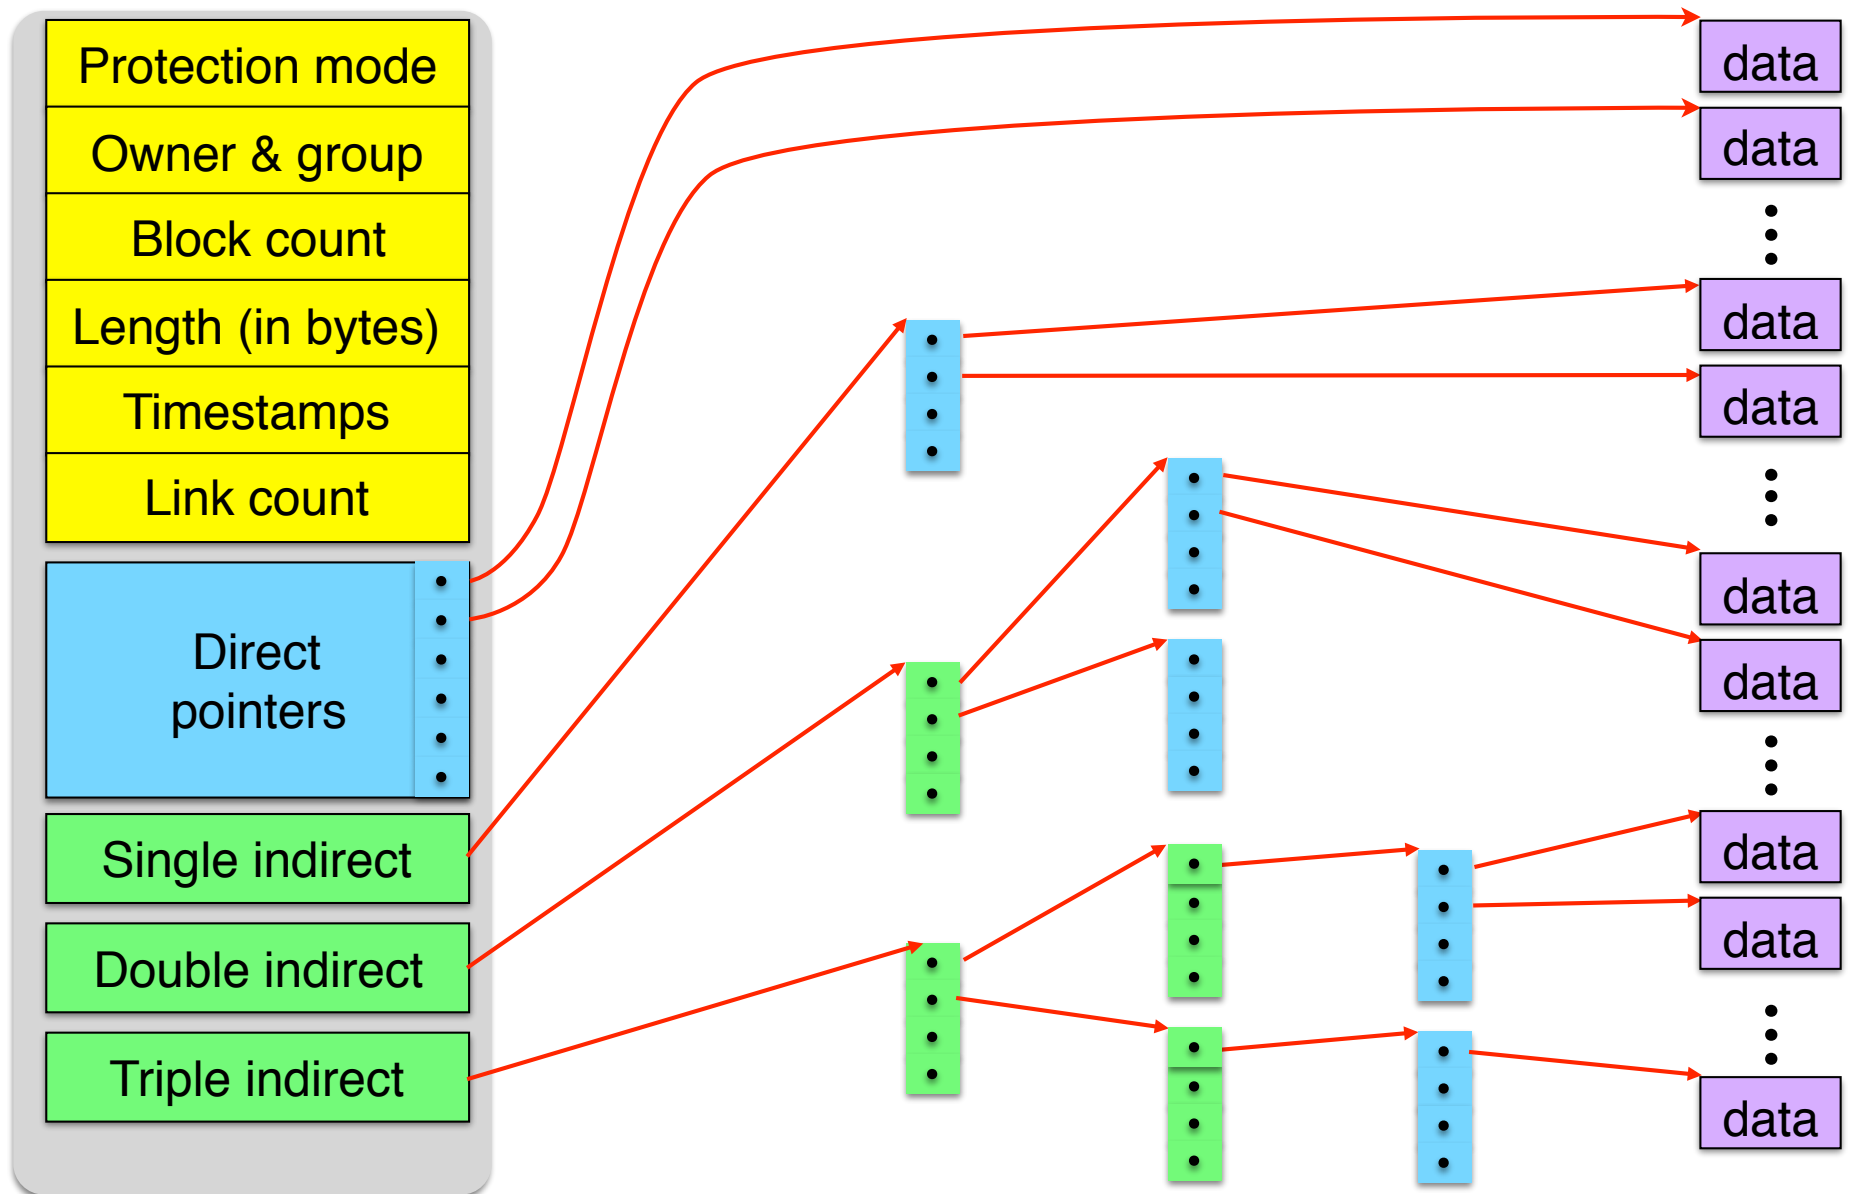 Protection mode
Owner & group
Block count
Length (in bytes)
Timestamps
Link count
Direct
pointers
Single indirect
Double indirect
Triple indirect
data
data
data
data
data
data
data
data
data